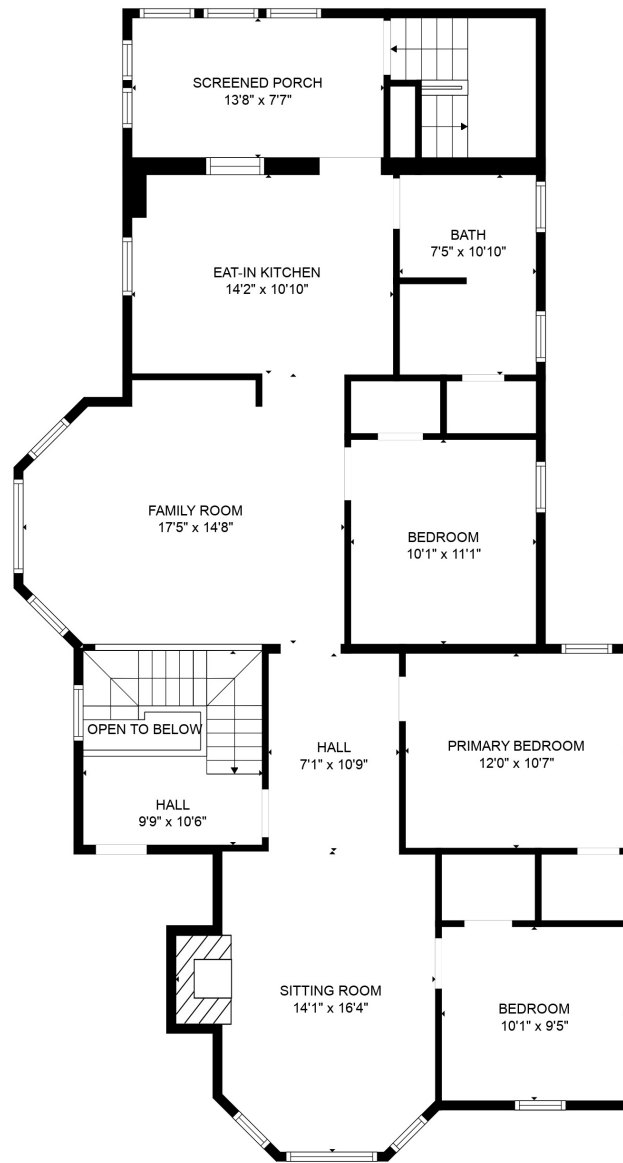 SCREENED PORCH
13'8" x 7'7"
BATH
7'5" x 10'10"
EAT-IN KITCHEN
14'2" x 10'10"
FAMILY ROOM
17'5" x 14'8"
BEDROOM
10'1" x 11'1"
OPEN TO BELOW
HALL
7'1" x 10'9"
PRIMARY BEDROOM
12'0" x 10'7"
HALL
9'9" x 10'6"
SITTING ROOM
14'1" x 16'4"
BEDROOM
10'1" x 9'5"